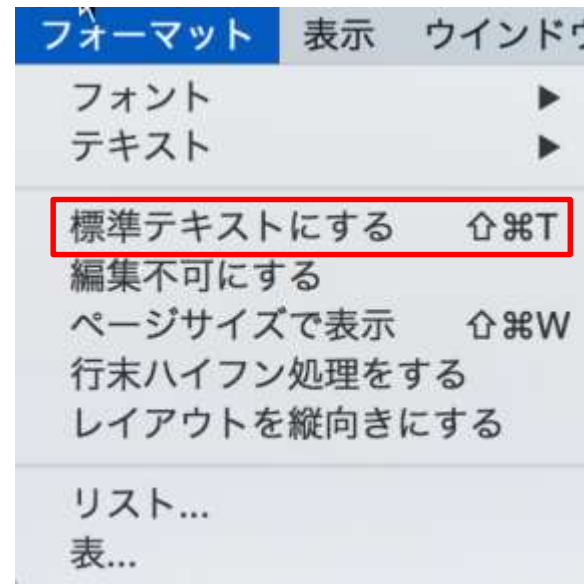 フォーマット 表示 ウインドウ
フォント ▶
テキスト ▶
標準テキストにする ⇧⌘T
編集不可にする
ページサイズで表示 ⇧⌘W
行末ハイフン処理をする
レイアウトを縦向きにする
リスト...
表...